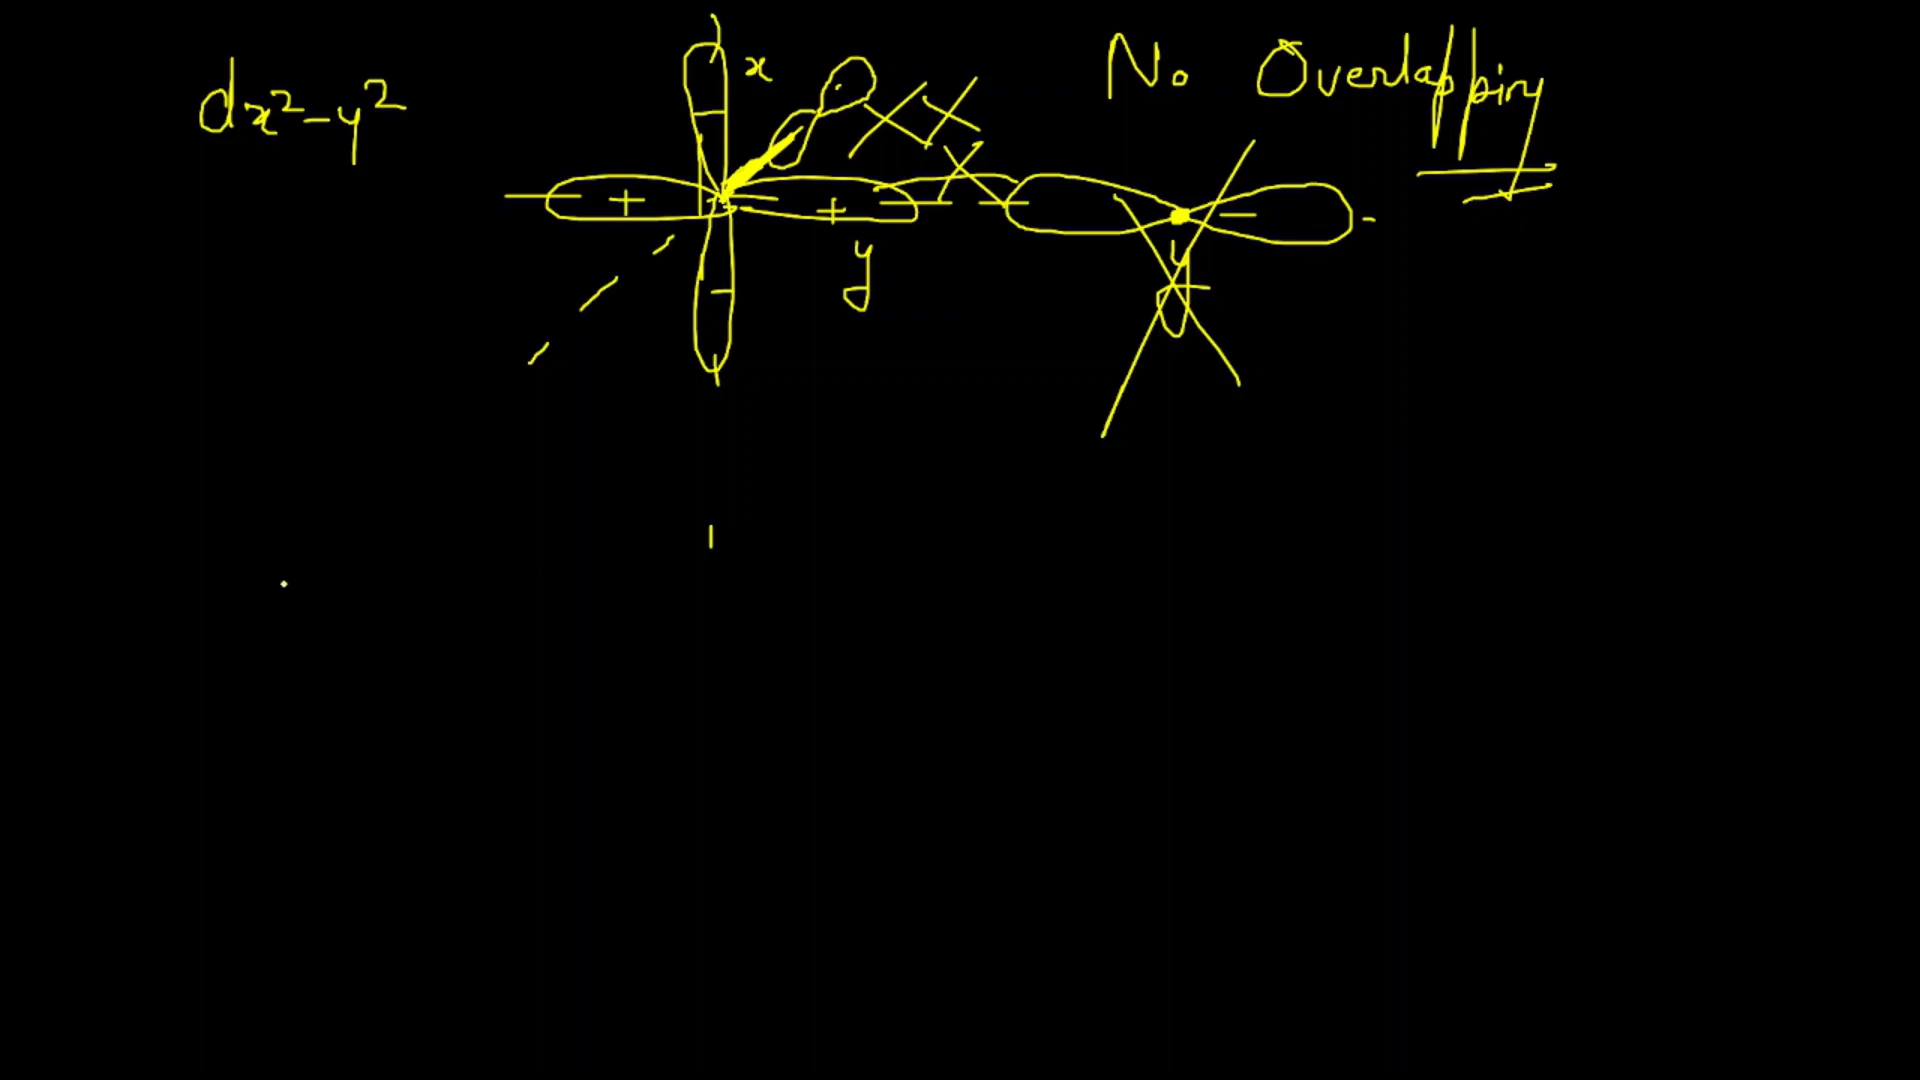 dx²-y²
x
No Overlapping
+
+
-
y
y
-